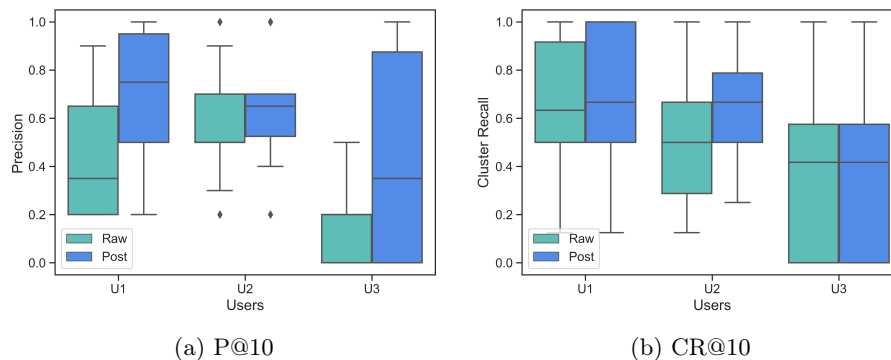 1.0
0.8
0.6
0.4
0.2
0.0
Precision
Raw
Post
U1 U2 U3
Users
(a) P@10
1.0
0.8
0.6
0.4
0.2
0.0
Cluster Recall
Raw
Post
U1 U2 U3
Users
(b) CR@10